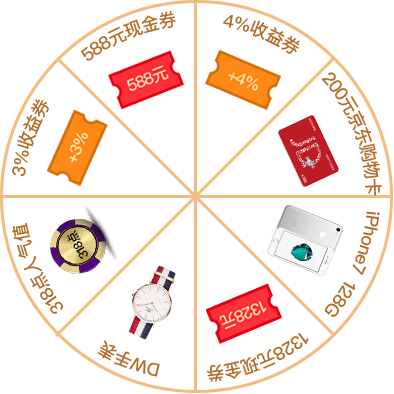 588元现金券
588元
4%收益券
+4%
200元京东购物卡
iPhone7 128G
1328元现金券
1328元
DW手表
318点人气值
318点
3%收益券
+3%